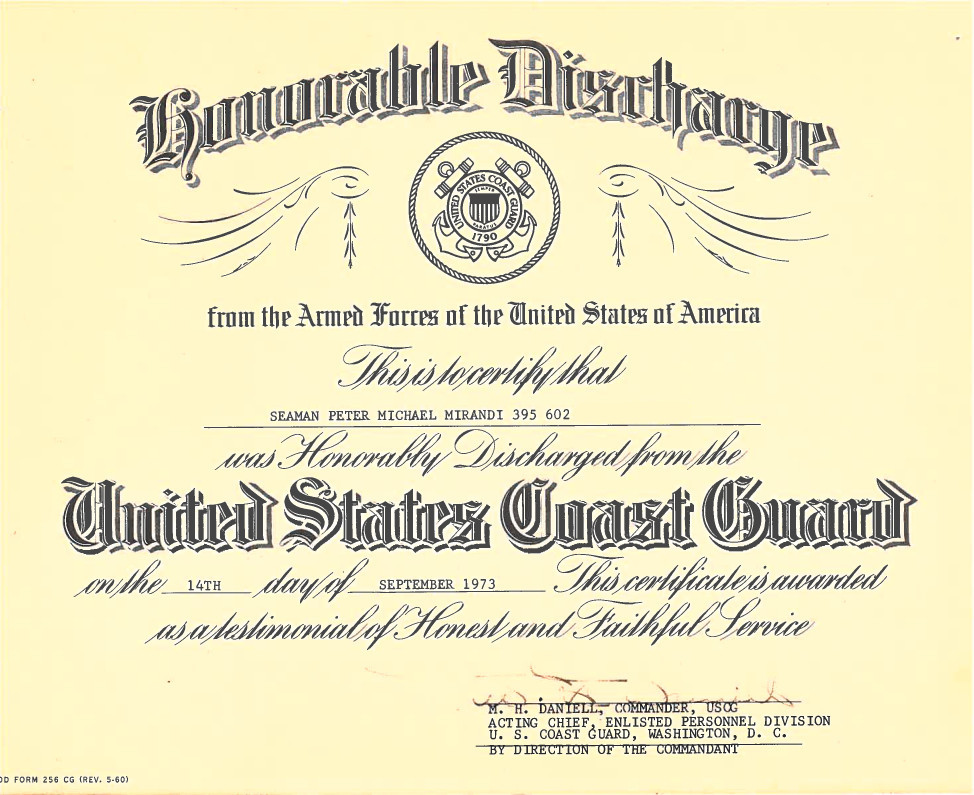 Honorable Discharge
UNITED STATES COAST GUARD
SEMPER
PARATUS
1790
from the Armed Forces of the United States of America
This is to certify that
SEAMAN PETER MICHAEL MIRANDI 395 602
was Honorably Discharged from the
United States Coast Guard
on the 14TH day of SEPTEMBER 1973 This certificate is awarded
as a testimonial of Honest and Faithful Service
M. H. DANIELL, COMMANDER, USCG
ACTING CHIEF, ENLISTED PERSONNEL DIVISION
U. S. COAST GUARD, WASHINGTON, D. C.
BY DIRECTION OF THE COMMANDANT
DD FORM 256 CG (REV. 5-60)